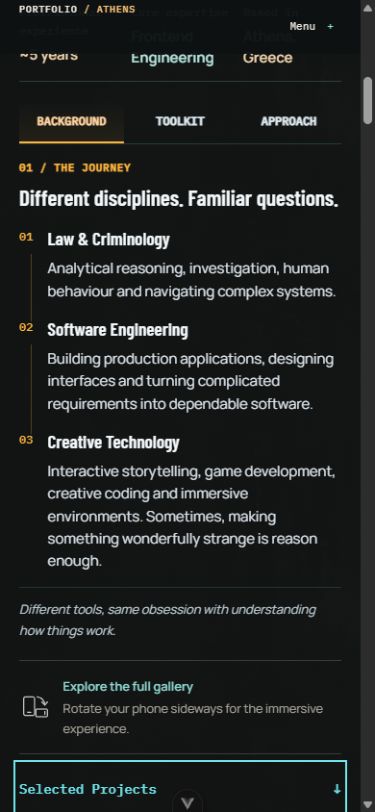 PORTFOLIO / ATHENS
Menu +
~5 years
Frontend
Engineering
Athens,
Greece
BACKGROUND TOOLKIT APPROACH
01 / THE JOURNEY
Different disciplines. Familiar questions.
01 Law & Criminology
Analytical reasoning, investigation, human
behaviour and navigating complex systems.
02 Software Engineering
Building production applications, designing
interfaces and turning complicated
requirements into dependable software.
03 Creative Technology
Interactive storytelling, game development,
creative coding and immersive
environments. Sometimes, making
something wonderfully strange is reason
enough.
Different tools, same obsession with understanding
how things work.
Explore the full gallery
Rotate your phone sideways for the immersive
experience.
Selected Projects ↓